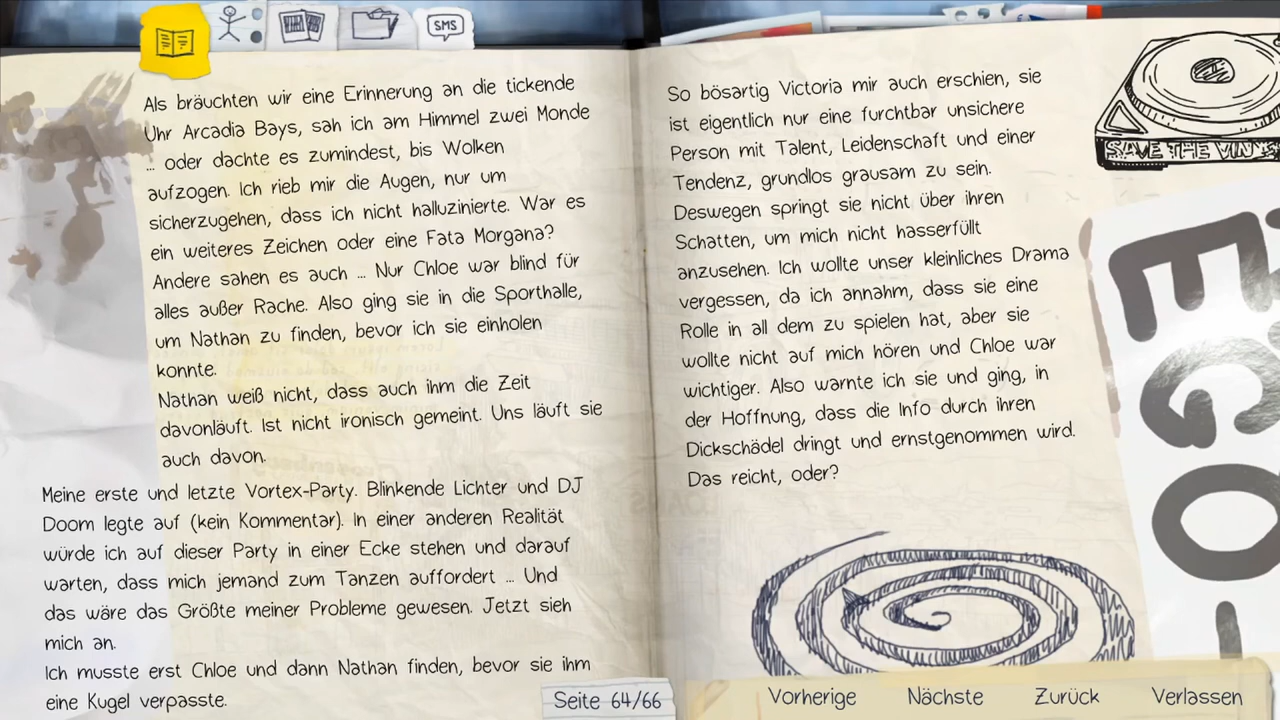 SMS
Als bräuchten wir eine Erinnerung an die tickende
Uhr Arcadia Bays, sah ich am Himmel zwei Monde
... oder dachte es zumindest, bis Wolken
aufzogen. Ich rieb mir die Augen, nur um
sicherzugehen, dass ich nicht halluzinierte. War es
ein weiteres Zeichen oder eine Fata Morgana?
Andere sahen es auch ... Nur Chloe war blind für
alles außer Rache. Also ging sie in die Sporthalle,
um Nathan zu finden, bevor ich sie einholen
konnte.
Nathan weiß nicht, dass auch ihm die Zeit
davonläuft. Ist nicht ironisch gemeint. Uns läuft sie
auch davon.
Meine erste und letzte Vortex-Party. Blinkende Lichter und DJ
Doom legte auf (kein Kommentar). In einer anderen Realität
würde ich auf dieser Party in einer Ecke stehen und darauf
warten, dass mich jemand zum Tanzen auffordert ... Und
das wäre das Größte meiner Probleme gewesen. Jetzt sieh
mich an.
Ich musste erst Chloe und dann Nathan finden, bevor sie ihm
eine Kugel verpasste.
So bösartig Victoria mir auch erschien, sie
ist eigentlich nur eine furchtbar unsichere
Person mit Talent, Leidenschaft und einer
Tendenz, grundlos grausam zu sein.
Deswegen springt sie nicht über ihren
Schatten, um mich nicht hasserfüllt
anzusehen. Ich wollte unser kleinliches Drama
vergessen, da ich annahm, dass sie eine
Rolle in all dem zu spielen hat, aber sie
wollte nicht auf mich hören und Chloe war
wichtiger. Also warnte ich sie und ging, in
der Hoffnung, dass die Info durch ihren
Dickschädel dringt und ernstgenommen wird.
Das reicht, oder?
SAVE THE VINYL
EGO-
Seite 64/66
Vorherige
Nächste
Zurück
Verlassen